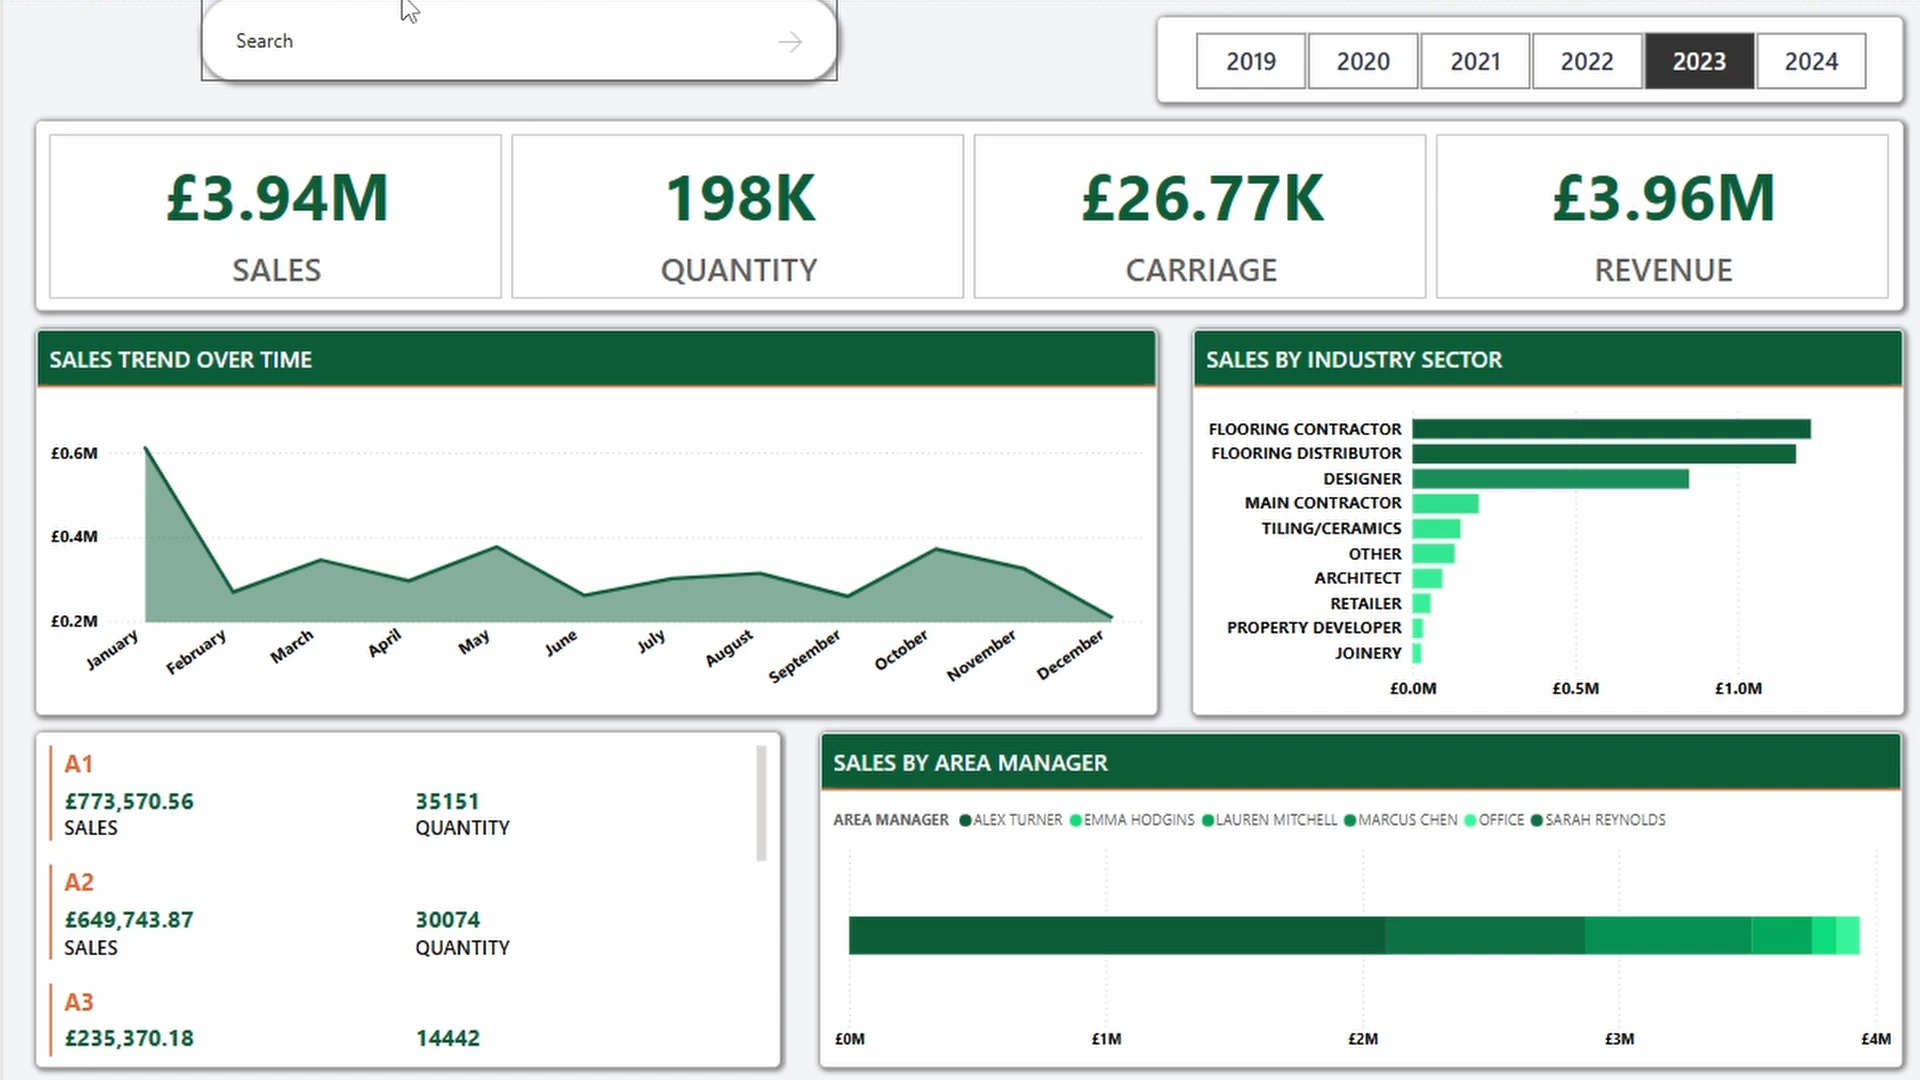 Search
2019 2020 2021 2022 2023 2024
£3.94M
SALES
198K
QUANTITY
£26.77K
CARRIAGE
£3.96M
REVENUE
SALES TREND OVER TIME
£0.6M
£0.4M
£0.2M
January February March April May June July August September October November December
SALES BY INDUSTRY SECTOR
FLOORING CONTRACTOR
FLOORING DISTRIBUTOR
DESIGNER
MAIN CONTRACTOR
TILING/CERAMICS
OTHER
ARCHITECT
RETAILER
PROPERTY DEVELOPER
JOINERY
£0.0M £0.5M £1.0M
A1
£773,570.56 35151
SALES QUANTITY
A2
£649,743.87 30074
SALES QUANTITY
A3
£235,370.18 14442
SALES BY AREA MANAGER
AREA MANAGER ALEX TURNER EMMA HODGINS LAUREN MITCHELL MARCUS CHEN OFFICE SARAH REYNOLDS
£0M £1M £2M £3M £4M